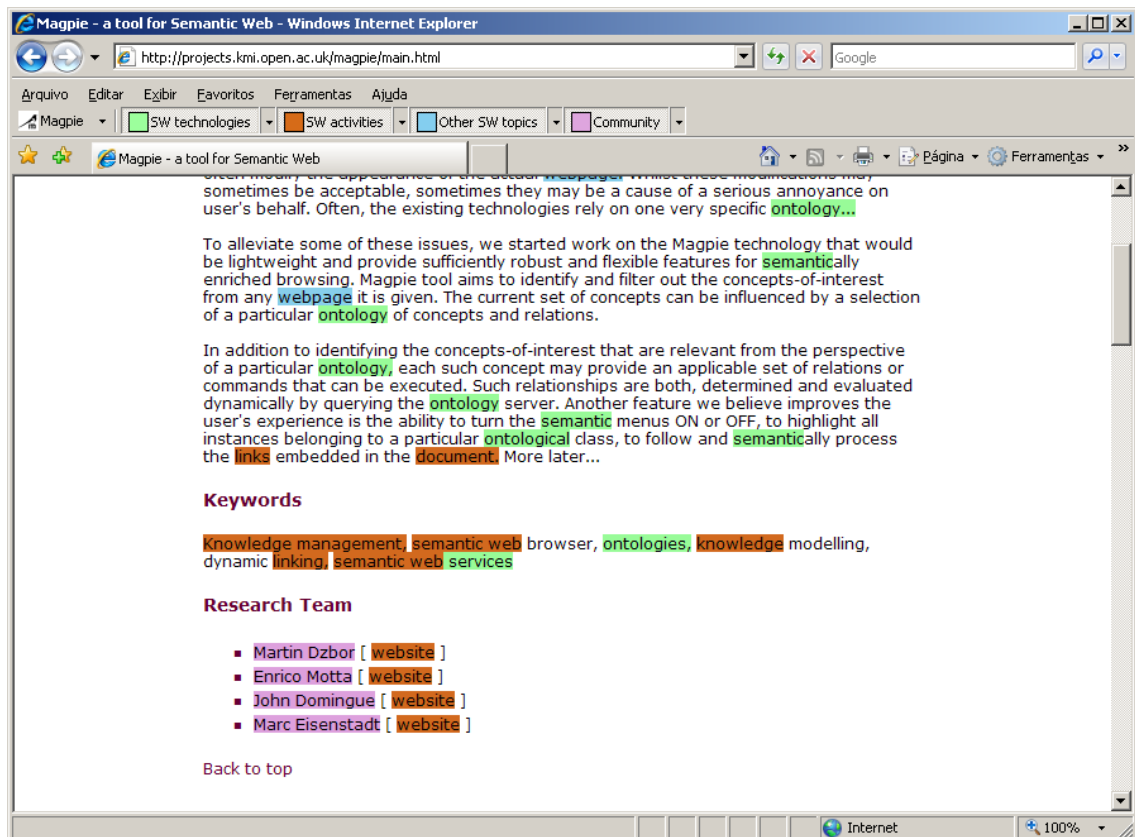 Magpie - a tool for Semantic Web - Windows Internet Explorer
http://projects.kmi.open.ac.uk/magpie/main.html
Google
Arquivo Editar Exibir Favoritos Ferramentas Ajuda
Magpie SW technologies SW activities Other SW topics Community
Magpie - a tool for Semantic Web Página Ferramentas »
often modify the appearance of the actual webpage. Whilst these modifications may
sometimes be acceptable, sometimes they may be a cause of a serious annoyance on
user's behalf. Often, the existing technologies rely on one very specific ontology...
To alleviate some of these issues, we started work on the Magpie technology that would
be lightweight and provide sufficiently robust and flexible features for semantically
enriched browsing. Magpie tool aims to identify and filter out the concepts-of-interest
from any webpage it is given. The current set of concepts can be influenced by a selection
of a particular ontology of concepts and relations.
In addition to identifying the concepts-of-interest that are relevant from the perspective
of a particular ontology, each such concept may provide an applicable set of relations or
commands that can be executed. Such relationships are both, determined and evaluated
dynamically by querying the ontology server. Another feature we believe improves the
user's experience is the ability to turn the semantic menus ON or OFF, to highlight all
instances belonging to a particular ontological class, to follow and semantically process
the links embedded in the document. More later...
Keywords
Knowledge management, semantic web browser, ontologies, knowledge modelling,
dynamic linking, semantic web services
Research Team
Martin Dzbor [ website ]
Enrico Motta [ website ]
John Domingue [ website ]
Marc Eisenstadt [ website ]
Back to top
Internet 100%